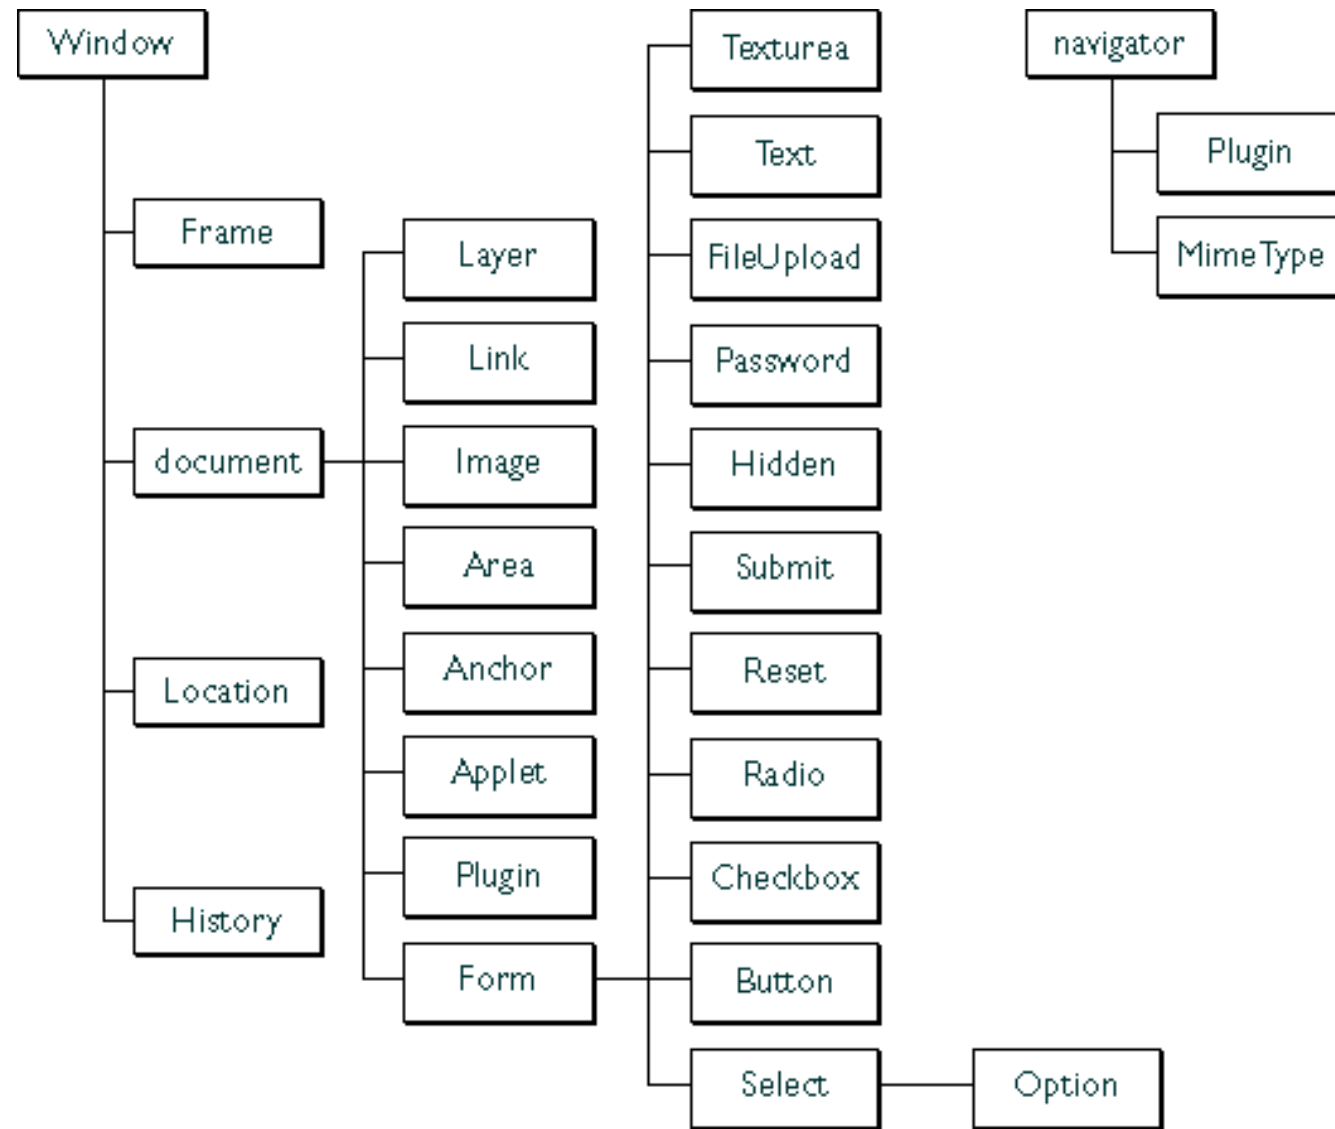 Window
Frame
document
Location
History
Layer
Link
Image
Area
Anchor
Applet
Plugin
Form
Texturea
Text
FileUpload
Password
Hidden
Submit
Reset
Radio
Checkbox
Button
Select
Option
navigator
Plugin
MimeType